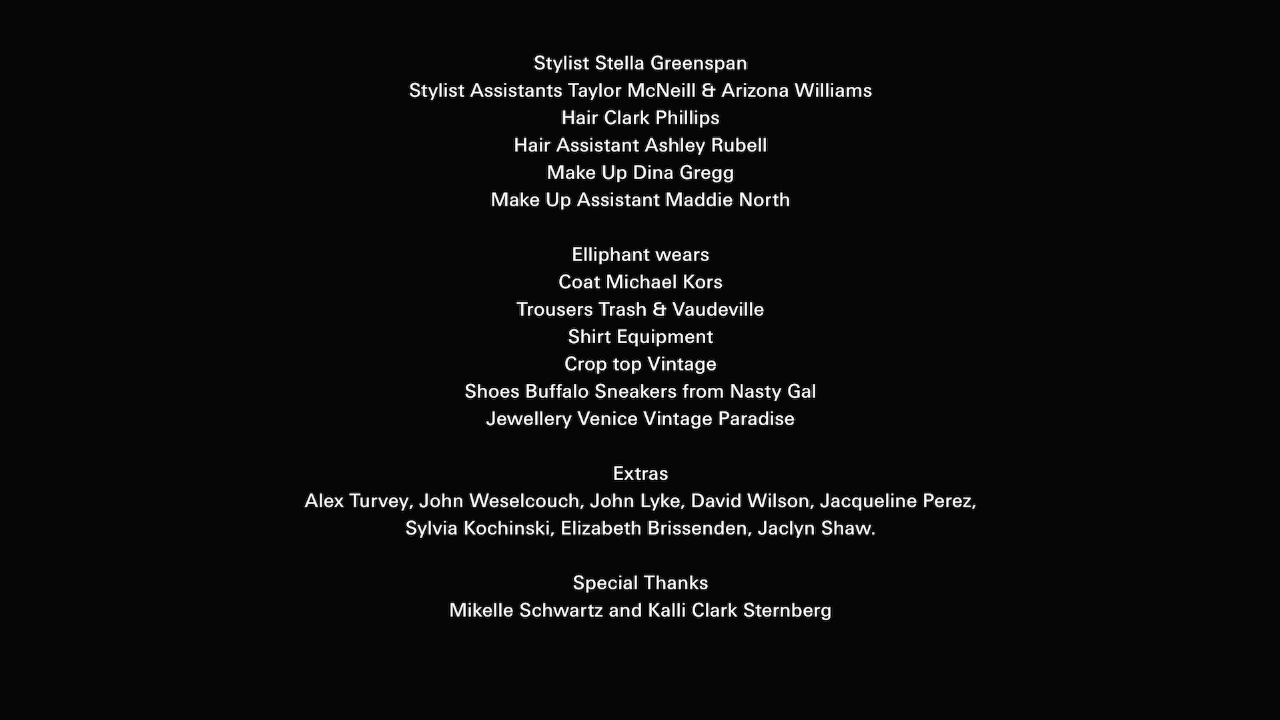 Stylist Stella Greenspan
Stylist Assistants Taylor McNeill & Arizona Williams
Hair Clark Phillips
Hair Assistant Ashley Rubell
Make Up Dina Gregg
Make Up Assistant Maddie North
Elliphant wears
Coat Michael Kors
Trousers Trash & Vaudeville
Shirt Equipment
Crop top Vintage
Shoes Buffalo Sneakers from Nasty Gal
Jewellery Venice Vintage Paradise
Extras
Alex Turvey, John Weselcouch, John Lyke, David Wilson, Jacqueline Perez,
Sylvia Kochinski, Elizabeth Brissenden, Jaclyn Shaw.
Special Thanks
Mikelle Schwartz and Kalli Clark Sternberg